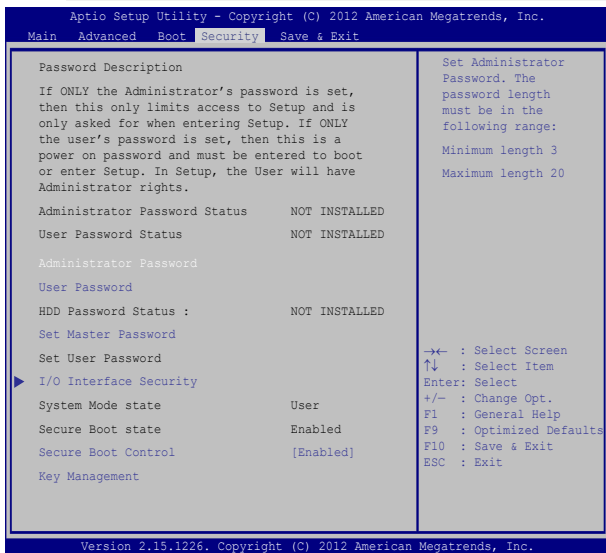 Aptio Setup Utility - Copyright (C) 2012 American Megatrends, Inc.
Main Advanced Boot Security Save & Exit
Password Description
If ONLY the Administrator's password is set,
then this only limits access to Setup and is
only asked for when entering Setup. If ONLY
the user's password is set, then this is a
power on password and must be entered to boot
or enter Setup. In Setup, the User will have
Administrator rights.
Administrator Password Status NOT INSTALLED
User Password Status NOT INSTALLED
Administrator Password
User Password
HDD Password Status : NOT INSTALLED
Set Master Password
Set User Password
I/O Interface Security
System Mode state User
Secure Boot state Enabled
Secure Boot Control [Enabled]
Key Management
Set Administrator
Password. The
password length
must be in the
following range:
Minimum length 3
Maximum length 20
→← : Select Screen
↑↓ : Select Item
Enter: Select
+/— : Change Opt.
F1 : General Help
F9 : Optimized Defaults
F10 : Save & Exit
ESC : Exit
Version 2.15.1226. Copyright (C) 2012 American Megatrends, Inc.